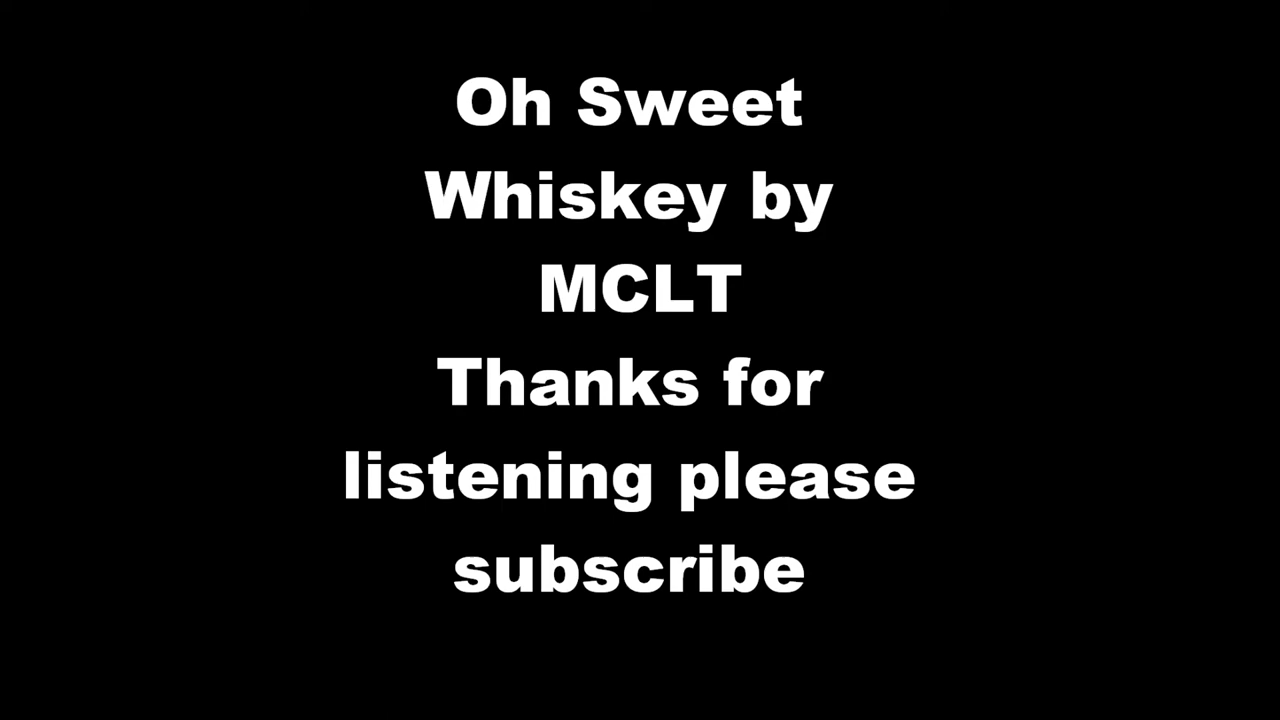 Oh Sweet
Whiskey by
MCLT
Thanks for
listening please
subscribe